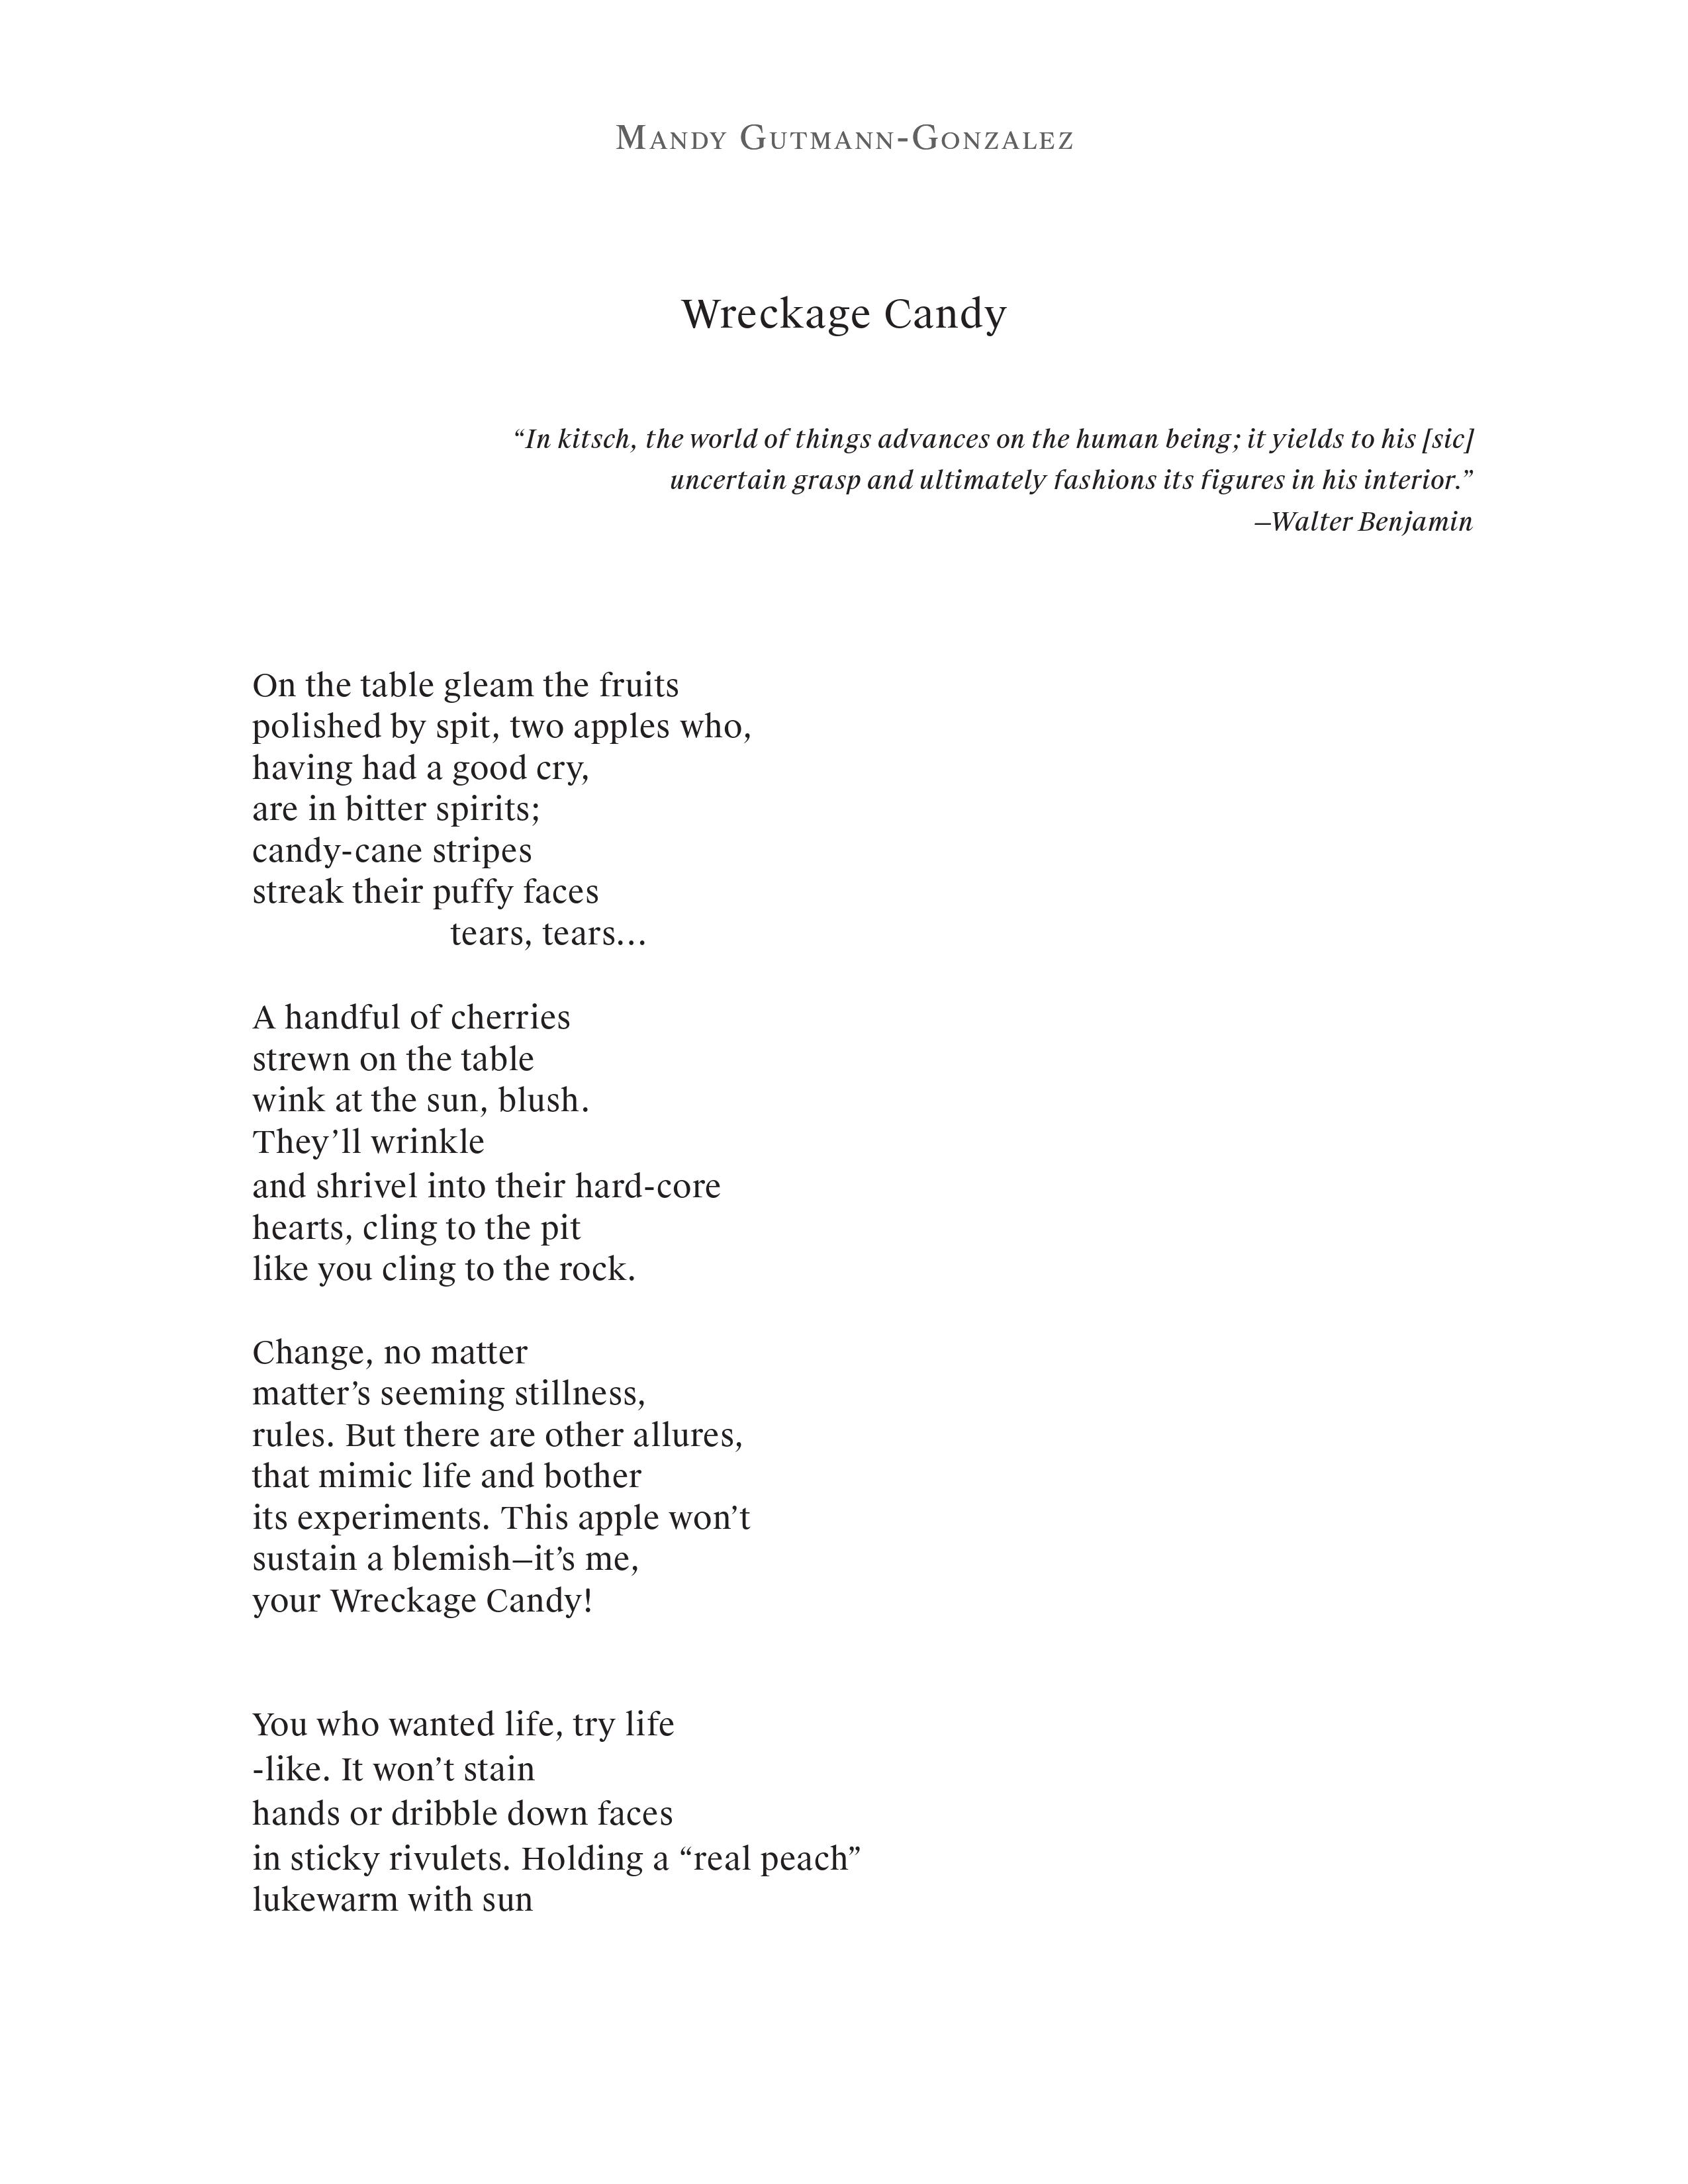 Mandy Gutmann-Gonzalez
Wreckage Candy
“In kitsch, the world of things advances on the human being; it yields to his [sic]
uncertain grasp and ultimately fashions its figures in his interior.”
–Walter Benjamin
On the table gleam the fruits
polished by spit, two apples who,
having had a good cry,
are in bitter spirits;
candy-cane stripes
streak their puffy faces
tears, tears…
A handful of cherries
strewn on the table
wink at the sun, blush.
They’ll wrinkle
and shrivel into their hard-core
hearts, cling to the pit
like you cling to the rock.
Change, no matter
matter’s seeming stillness,
rules. But there are other allures,
that mimic life and bother
its experiments. This apple won’t
sustain a blemish–it’s me,
your Wreckage Candy!
You who wanted life, try life
-like. It won’t stain
hands or dribble down faces
in sticky rivulets. Holding a “real peach”
lukewarm with sun